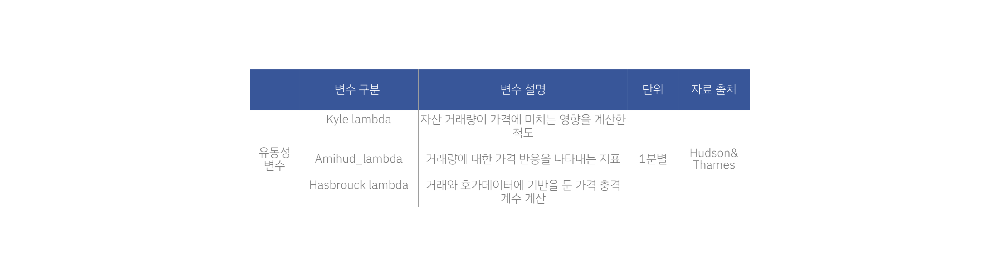 변수 구분 변수 설명 단위 자료 출처
Kyle lambda 자산 거래량이 가격에 미치는 영향을 계산한
척도
유동성
변수
Amihud_lambda 거래량에 대한 가격 반응을 나타내는 지표
1분별
Hudson&
Thames
Hasbrouck lambda 거래와 호가데이터에 기반을 둔 가격 충격
계수 계산